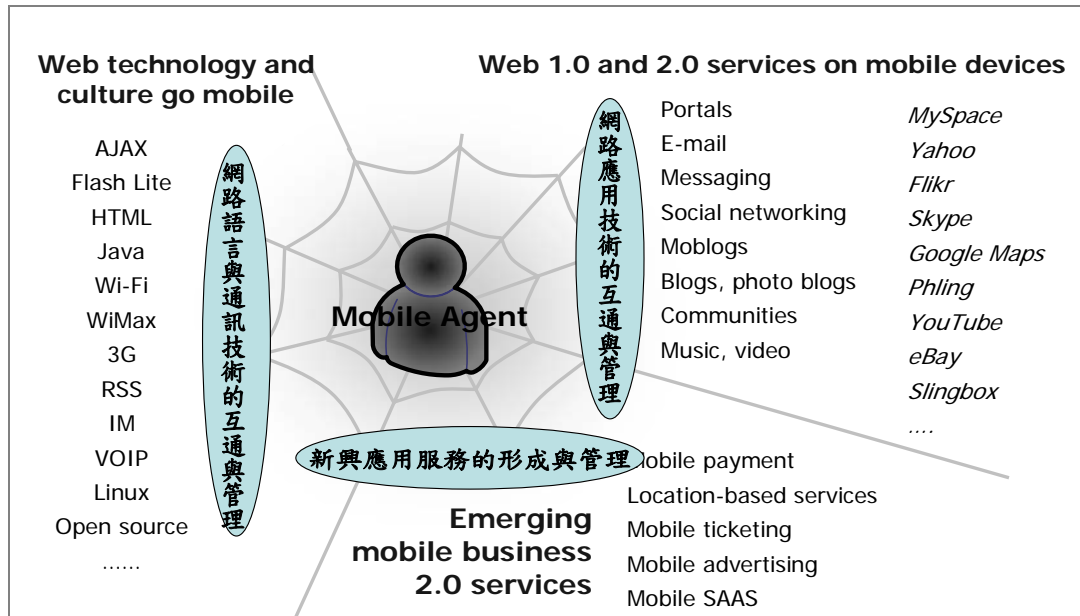 Web technology and
culture go mobile
AJAX
Flash Lite
HTML
Java
Wi-Fi
WiMax
3G
RSS
IM
VOIP
Linux
Open source
……
網路語言與通訊技術的互通與管理
Mobile Agent
Web 1.0 and 2.0 services on mobile devices
網路應用技術的互通與管理
Portals
E-mail
Messaging
Social networking
Moblogs
Blogs, photo blogs
Communities
Music, video
MySpace
Yahoo
Flikr
Skype
Google Maps
Phling
YouTube
eBay
Slingbox
….
新興應用服務的形成與管理
Emerging
mobile business
2.0 services
Mobile payment
Location-based services
Mobile ticketing
Mobile advertising
Mobile SAAS